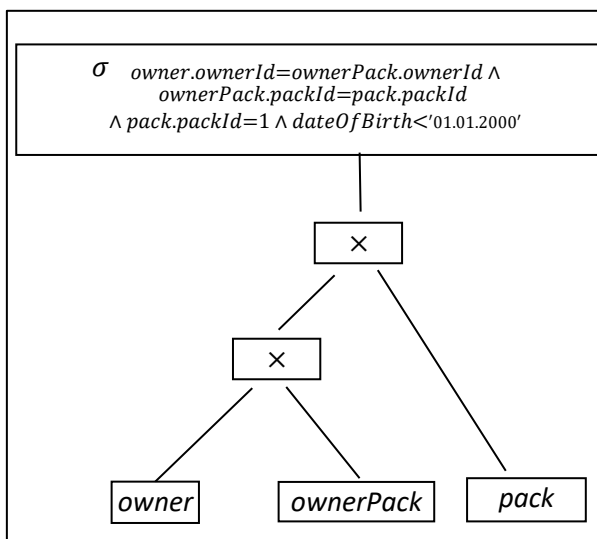 σ owner.ownerId=ownerPack.ownerId ∧
ownerPack.packId=pack.packId
∧ pack.packId=1 ∧ dateOfBirth<'01.01.2000'
×
×
owner
ownerPack
pack